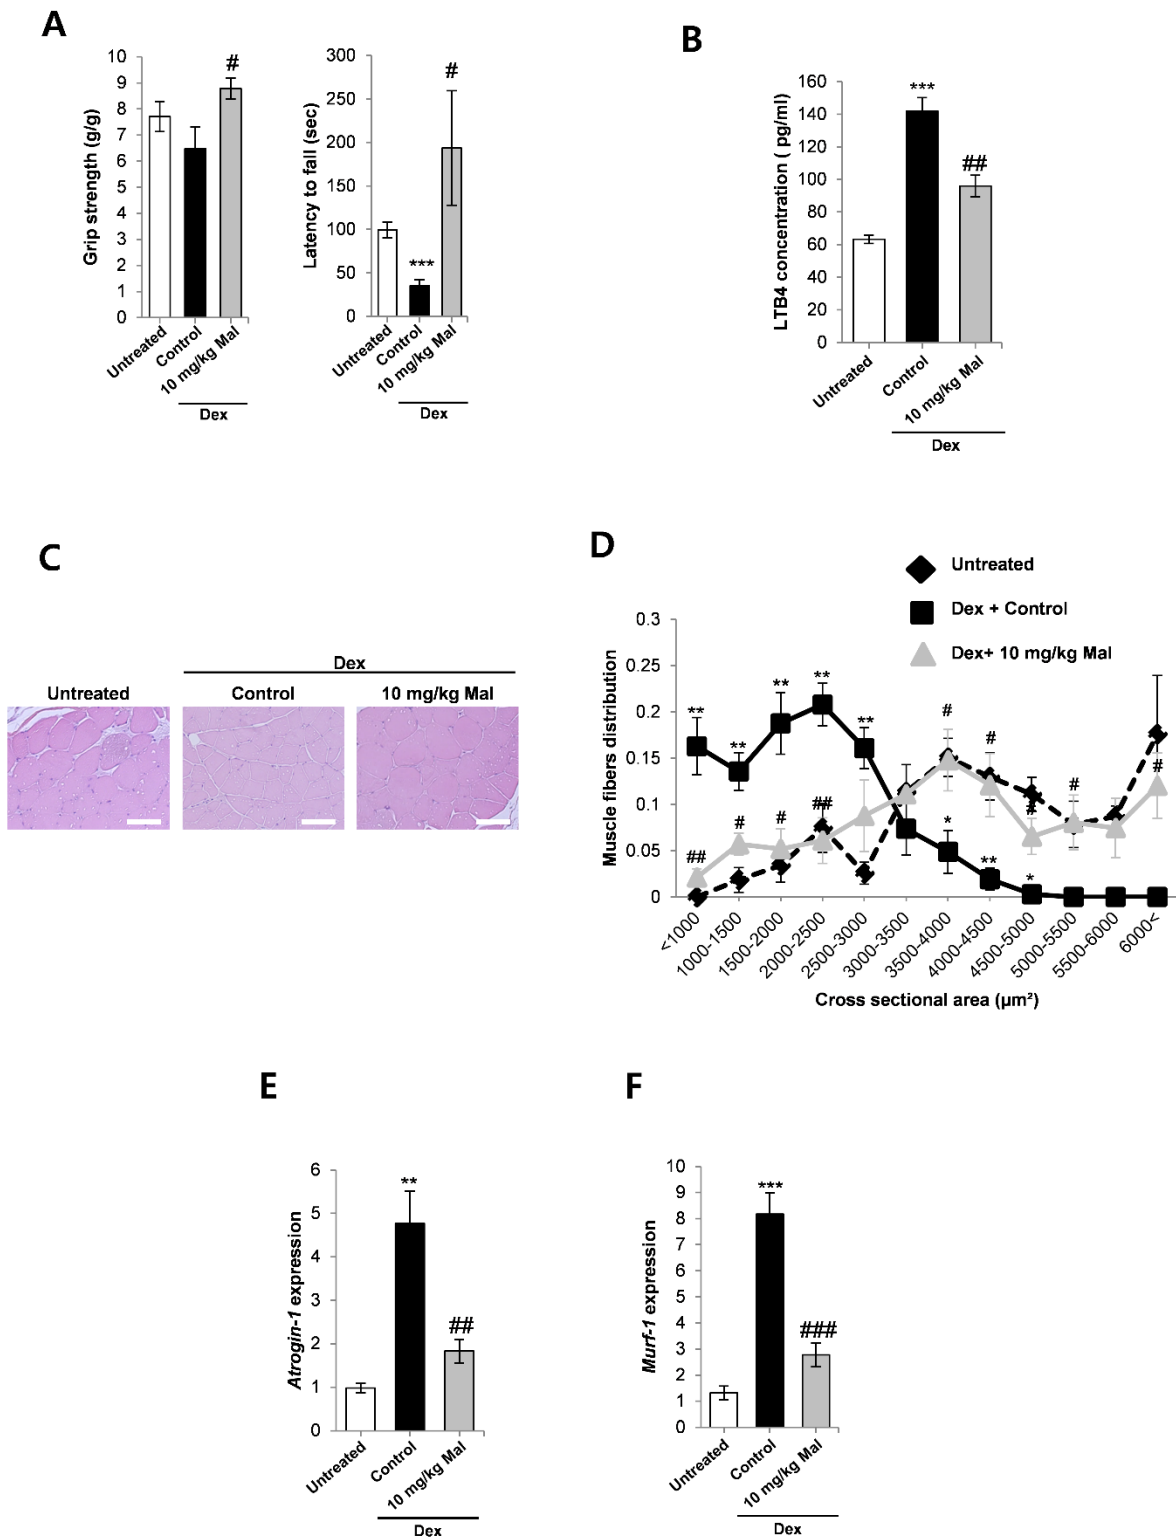 A
B
10
9
8
7
6
5
4
3
2
1
0
Grip strength (g/g)
#
Untreated
Control
10 mg/kg Mal
Dex
300
250
200
150
100
50
0
Latency to fall (sec)
***
#
Untreated
Control
10 mg/kg Mal
Dex
160
140
120
100
80
60
40
20
0
LTB4 concentration ( pg/ml)
***
##
Untreated
Control
10 mg/kg Mal
Dex
C
Dex
Untreated
Control
10 mg/kg Mal
D
Untreated
Dex + Control
Dex+ 10 mg/kg Mal
0.3
0.25
0.2
0.15
0.1
0.05
0
Muscle fibers distribution
**
**
**
**
**
*
**
*
##
#
#
##
#
#
#
#
#
<1000
1000-1500
1500-2000
2000-2500
2500-3000
3000-3500
3500-4000
4000-4500
4500-5000
5000-5500
5500-6000
6000<
Cross sectional area (µm²)
E
6
5
4
3
2
1
0
Atrogin-1 expression
**
##
Untreated
Control
10 mg/kg Mal
Dex
F
10
9
8
7
6
5
4
3
2
1
0
Murf-1 expression
***
###
Untreated
Control
10 mg/kg Mal
Dex